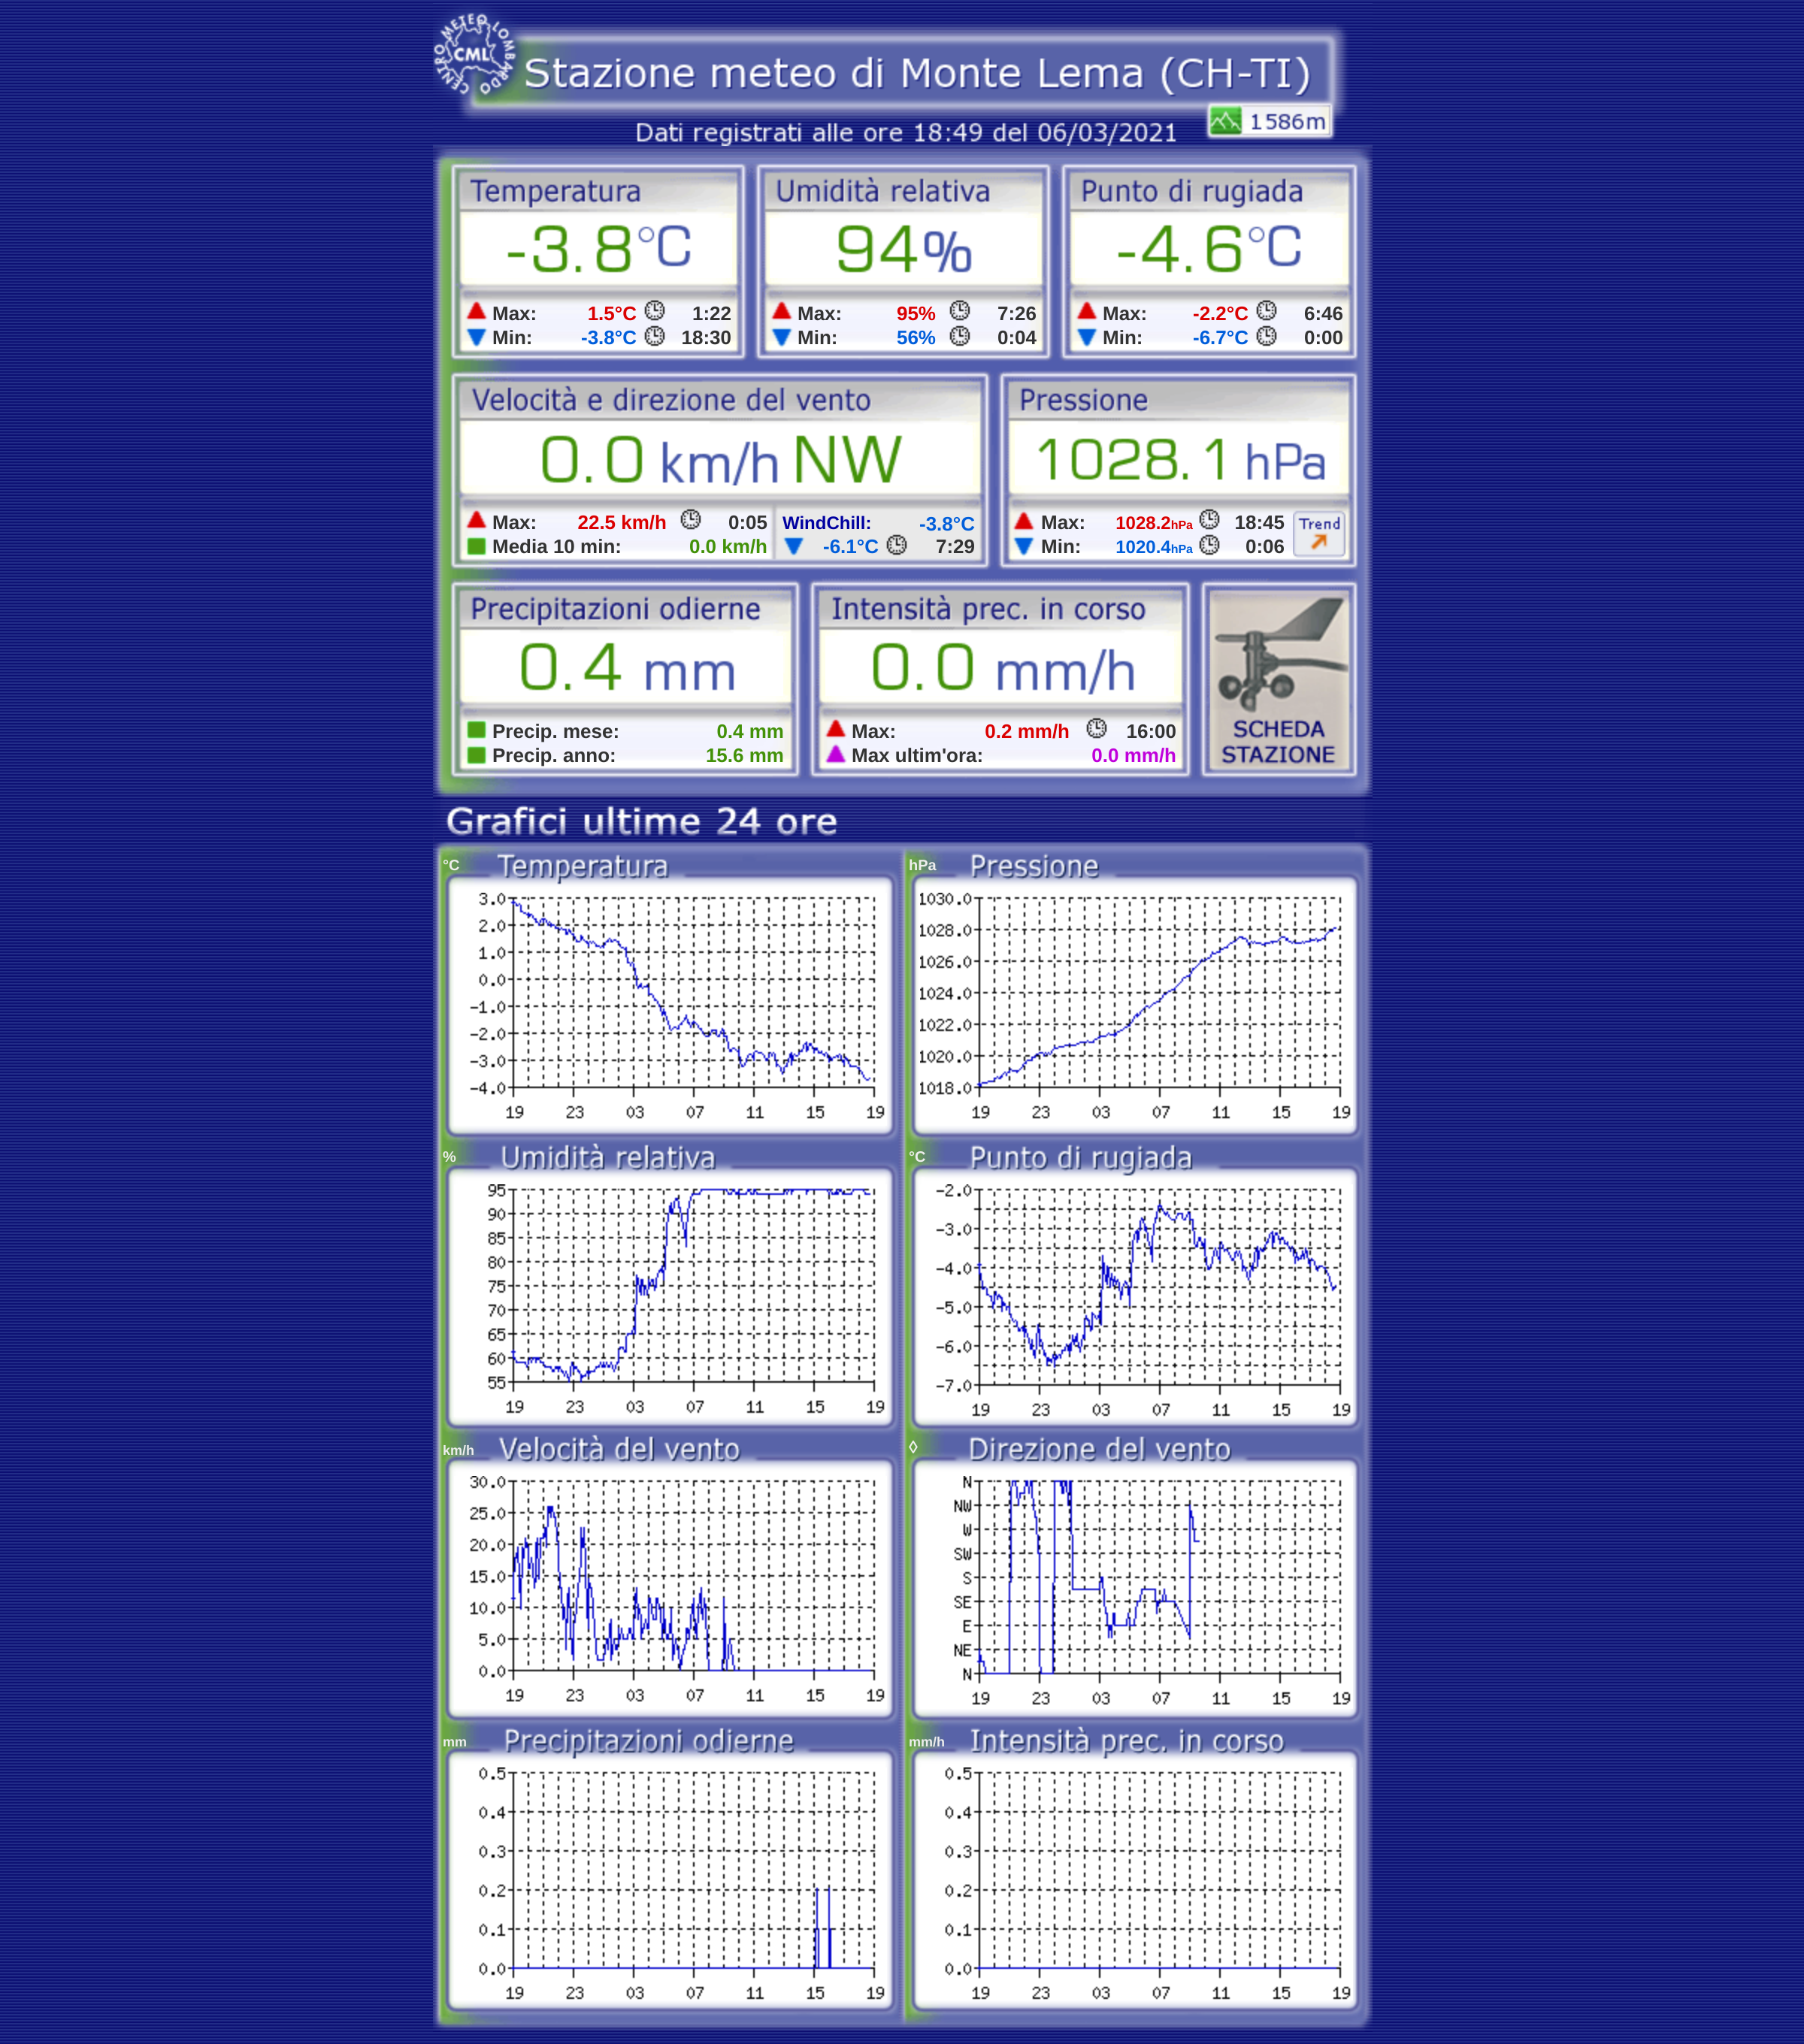 CENTRO METEO LOMBARDO
CML
Stazione meteo di Monte Lema (CH-TI)
Dati registrati alle ore 18:49 del 06/03/2021
1586m
Temperatura
-3.8°C
Max: 1.5°C 1:22
Min: -3.8°C 18:30
Umidità relativa
94%
Max: 95% 7:26
Min: 56% 0:04
Punto di rugiada
-4.6°C
Max: -2.2°C 6:46
Min: -6.7°C 0:00
Velocità e direzione del vento
0.0 km/h NW
Max: 22.5 km/h 0:05
Media 10 min: 0.0 km/h
WindChill: -3.8°C
-6.1°C 7:29
Pressione
1028.1 hPa
Max: 1028.2hPa 18:45
Min: 1020.4hPa 0:06
Trend
Precipitazioni odierne
0.4 mm
Precip. mese: 0.4 mm
Precip. anno: 15.6 mm
Intensità prec. in corso
0.0 mm/h
Max: 0.2 mm/h 16:00
Max ultim'ora: 0.0 mm/h
SCHEDA
STAZIONE
Grafici ultime 24 ore
°C Temperatura
3.0
2.0
1.0
0.0
-1.0
-2.0
-3.0
-4.0
19 23 03 07 11 15 19
hPa Pressione
1030.0
1028.0
1026.0
1024.0
1022.0
1020.0
1018.0
19 23 03 07 11 15 19
% Umidità relativa
95
90
85
80
75
70
65
60
55
19 23 03 07 11 15 19
°C Punto di rugiada
-2.0
-3.0
-4.0
-5.0
-6.0
-7.0
19 23 03 07 11 15 19
km/h Velocità del vento
30.0
25.0
20.0
15.0
10.0
5.0
0.0
19 23 03 07 11 15 19
◊ Direzione del vento
N
NW
W
SW
S
SE
E
NE
N
19 23 03 07 11 15 19
mm Precipitazioni odierne
0.5
0.4
0.3
0.2
0.1
0.0
19 23 03 07 11 15 19
mm/h Intensità prec. in corso
0.5
0.4
0.3
0.2
0.1
0.0
19 23 03 07 11 15 19